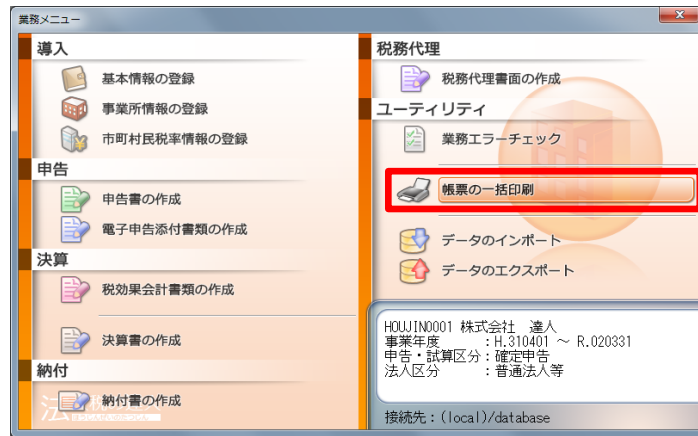 業務メニュー
導入
基本情報の登録
事業所情報の登録
市町村民税率情報の登録
申告
申告書の作成
電子申告添付書類の作成
決算
税効果会計書類の作成
決算書の作成
納付
納付書の作成
税務代理
税務代理書面の作成
ユーティリティ
業務エラーチェック
帳票の一括印刷
データのインポート
データのエクスポート
HOUJIN0001 株式会社 達人
事業年度 :H.310401 ～ R.020331
申告・試算区分:確定申告
法人区分 :普通法人等
接続先:(local)/database